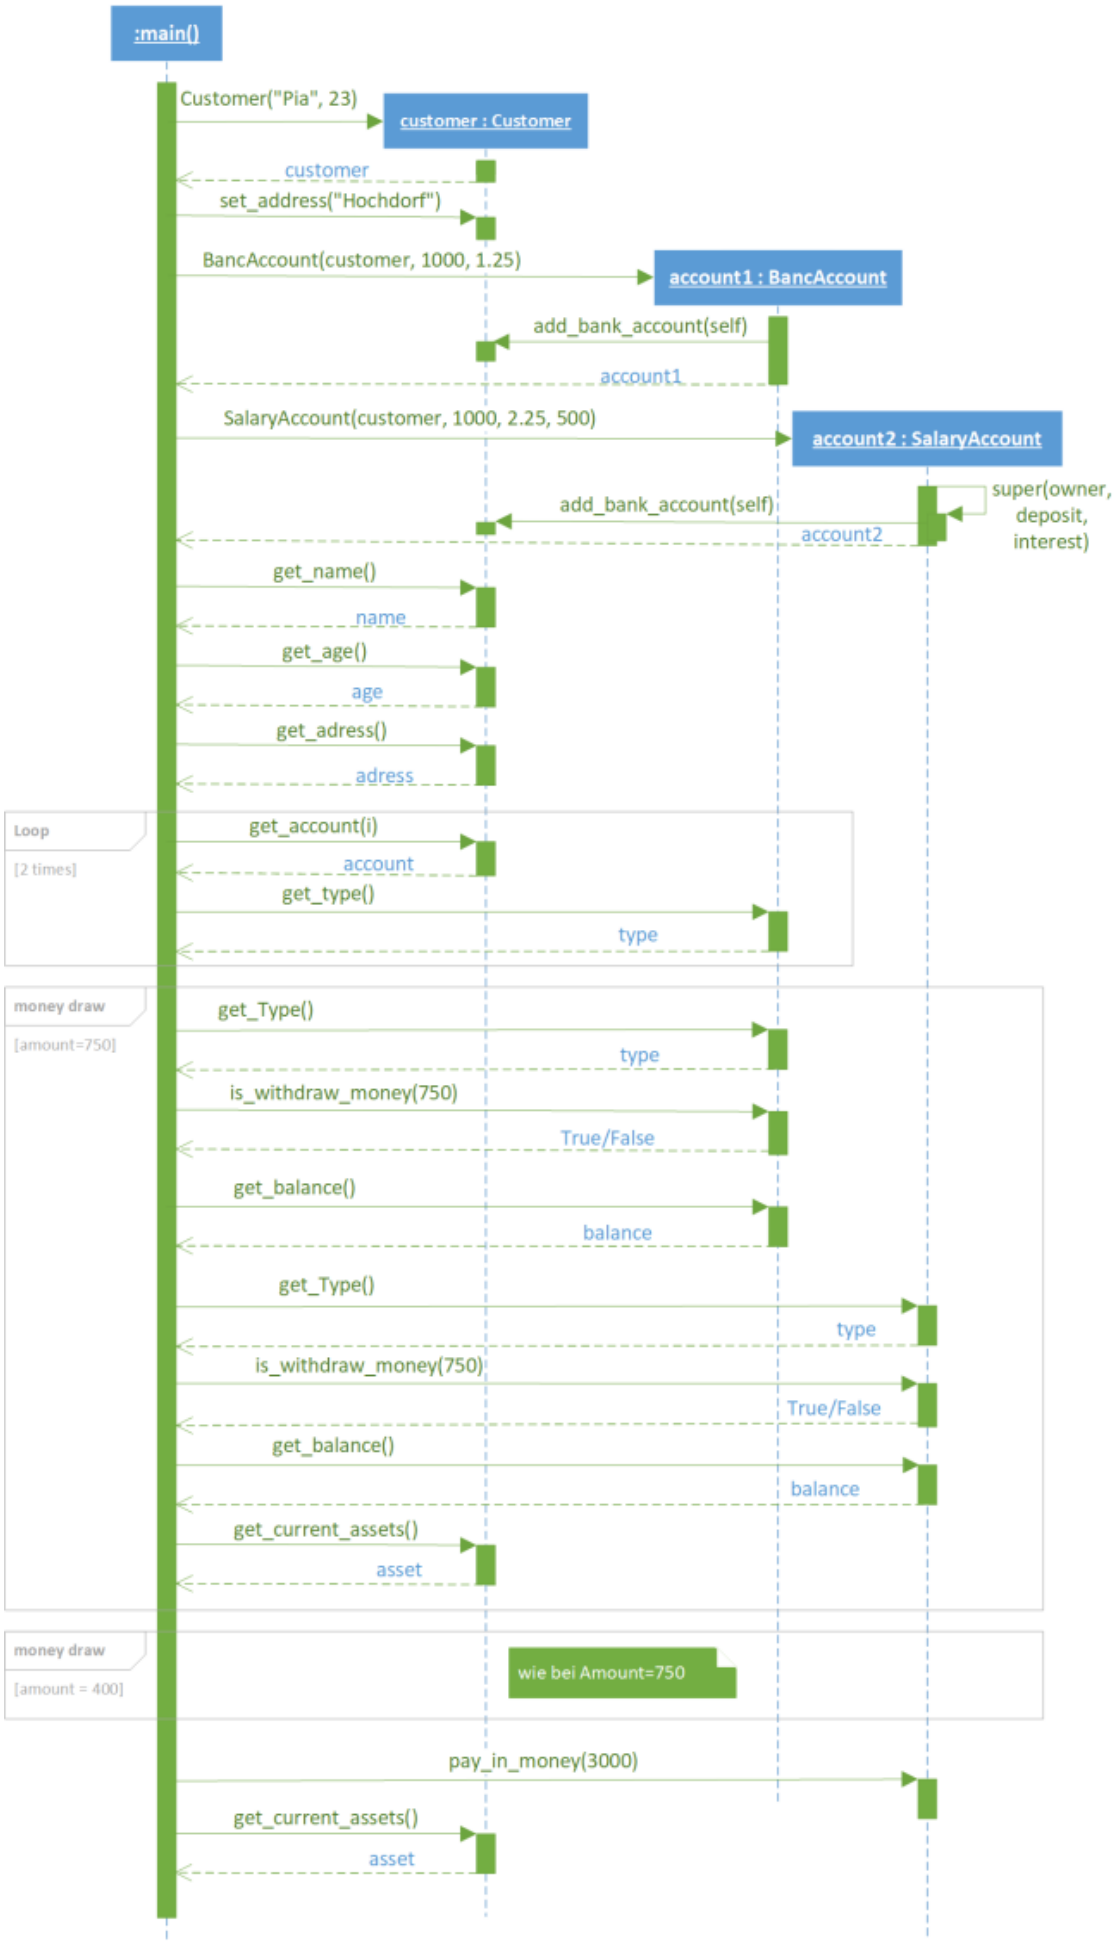 :main()
Customer("Pia", 23)
customer : Customer
customer
set_address("Hochdorf")
BancAccount(customer, 1000, 1.25)
account1 : BancAccount
add_bank_account(self)
account1
SalaryAccount(customer, 1000, 2.25, 500)
account2 : SalaryAccount
super(owner,
deposit,
interest)
add_bank_account(self)
account2
get_name()
name
get_age()
age
get_adress()
adress
Loop
[2 times]
get_account(i)
account
get_type()
type
money draw
[amount=750]
get_Type()
type
is_withdraw_money(750)
True/False
get_balance()
balance
get_Type()
type
is_withdraw_money(750)
True/False
get_balance()
balance
get_current_assets()
asset
money draw
[amount = 400]
wie bei Amount=750
pay_in_money(3000)
get_current_assets()
asset